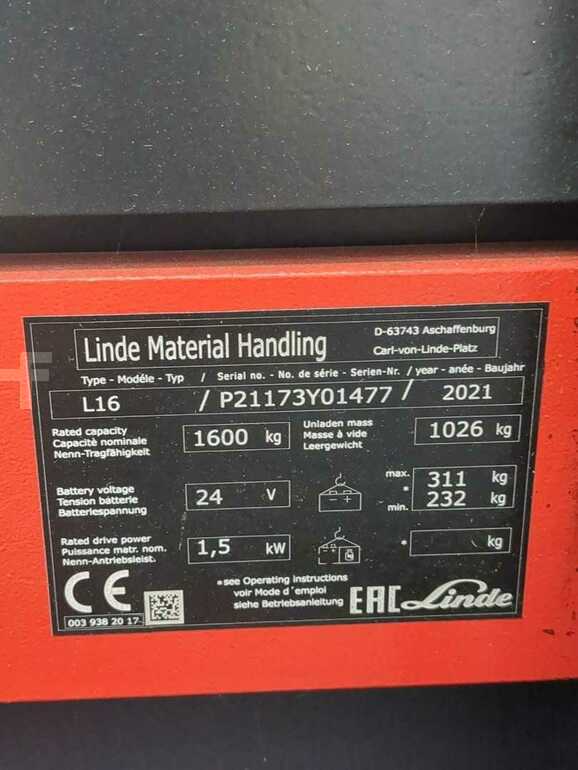 Linde Material Handling
D-63743 Aschaffenburg
Carl-von-Linde-Platz
Type - Modéle - Typ / Serial no. - No. de série - Serien-Nr. / year - anée - Baujahr
L16 / P21173Y01477 / 2021
Rated capacity
Capacité nominale
Nenn-Tragfähigkeit
1600 kg
Unladen mass
Masse à vide
Leergewicht
1026 kg
Battery voltage
Tension batterie
Batteriespannung
24 V
- +
max. 311 kg
*
min. 232 kg
Rated drive power
Puissance motr. nom.
Nenn-Antriebsleist.
1,5 kW
* kg
*see Operating instructions
voir Mode d'emploi
siehe Betriebsanleitung
CE
003 938 20 17
EAC
Linde
F